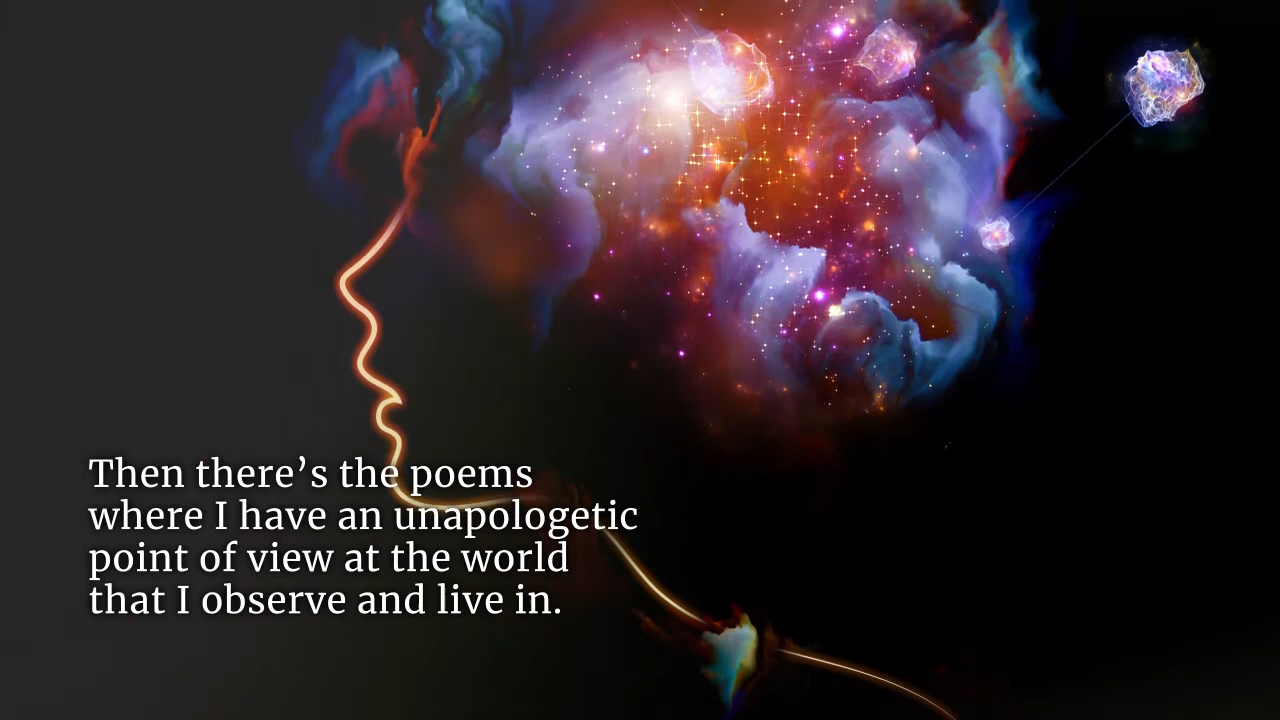 Then there’s the poems
where I have an unapologetic
point of view at the world
that I observe and live in.